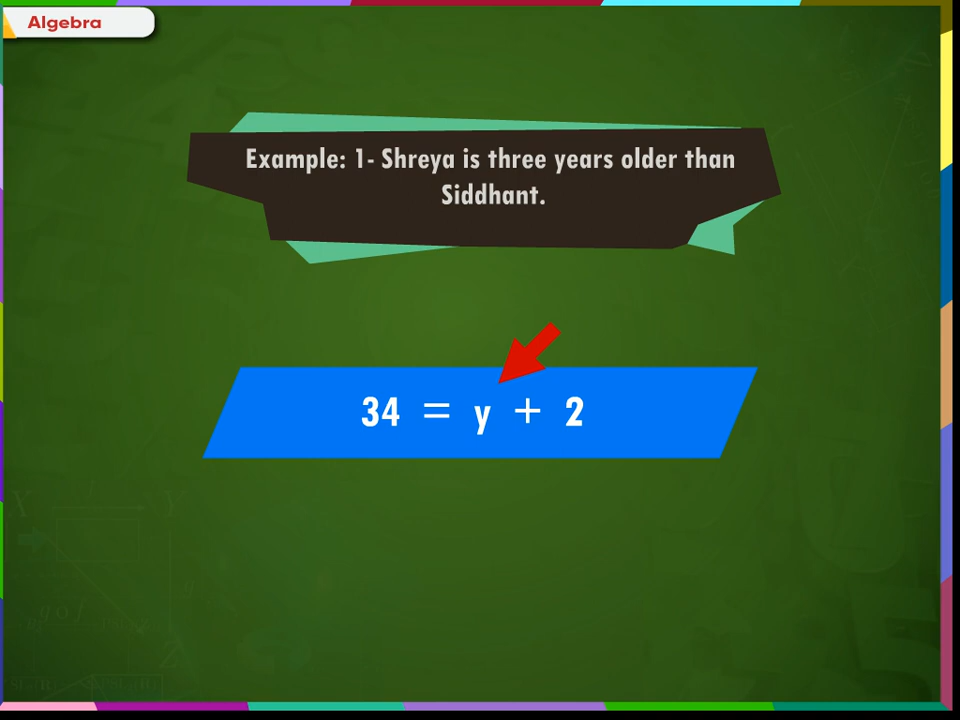 Algebra
Example: 1- Shreya is three years older than
Siddhant.
34 = y + 2